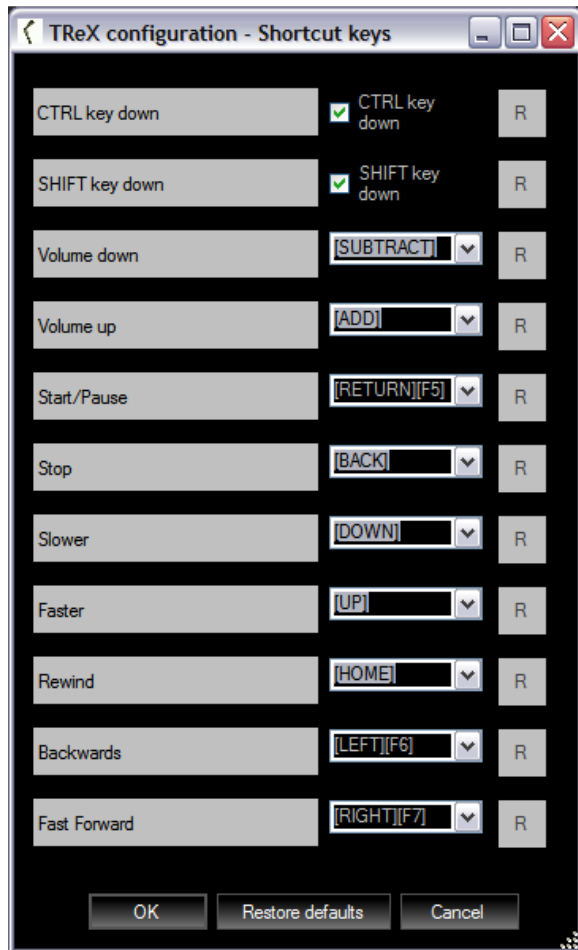 TReX configuration - Shortcut keys
CTRL key down
CTRL key
down
R
SHIFT key down
SHIFT key
down
R
Volume down
[SUBTRACT]
R
Volume up
[ADD]
R
Start/Pause
[RETURN][F5]
R
Stop
[BACK]
R
Slower
[DOWN]
R
Faster
[UP]
R
Rewind
[HOME]
R
Backwards
[LEFT][F6]
R
Fast Forward
[RIGHT][F7]
R
OK
Restore defaults
Cancel